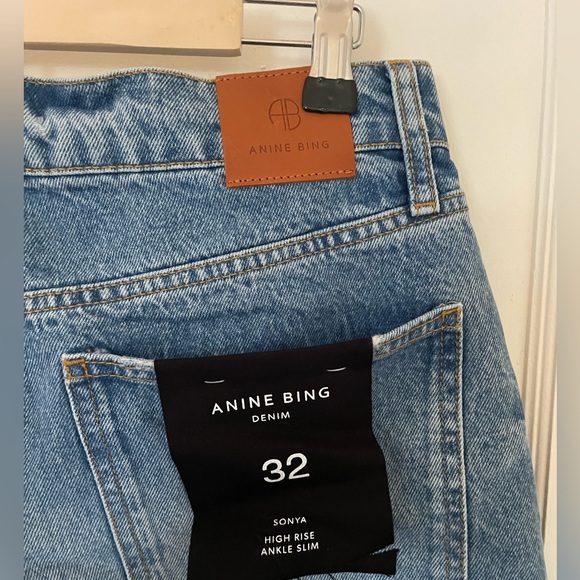 AB
ANINE BING
ANINE BING
DENIM
32
SONYA
HIGH RISE
ANKLE SLIM